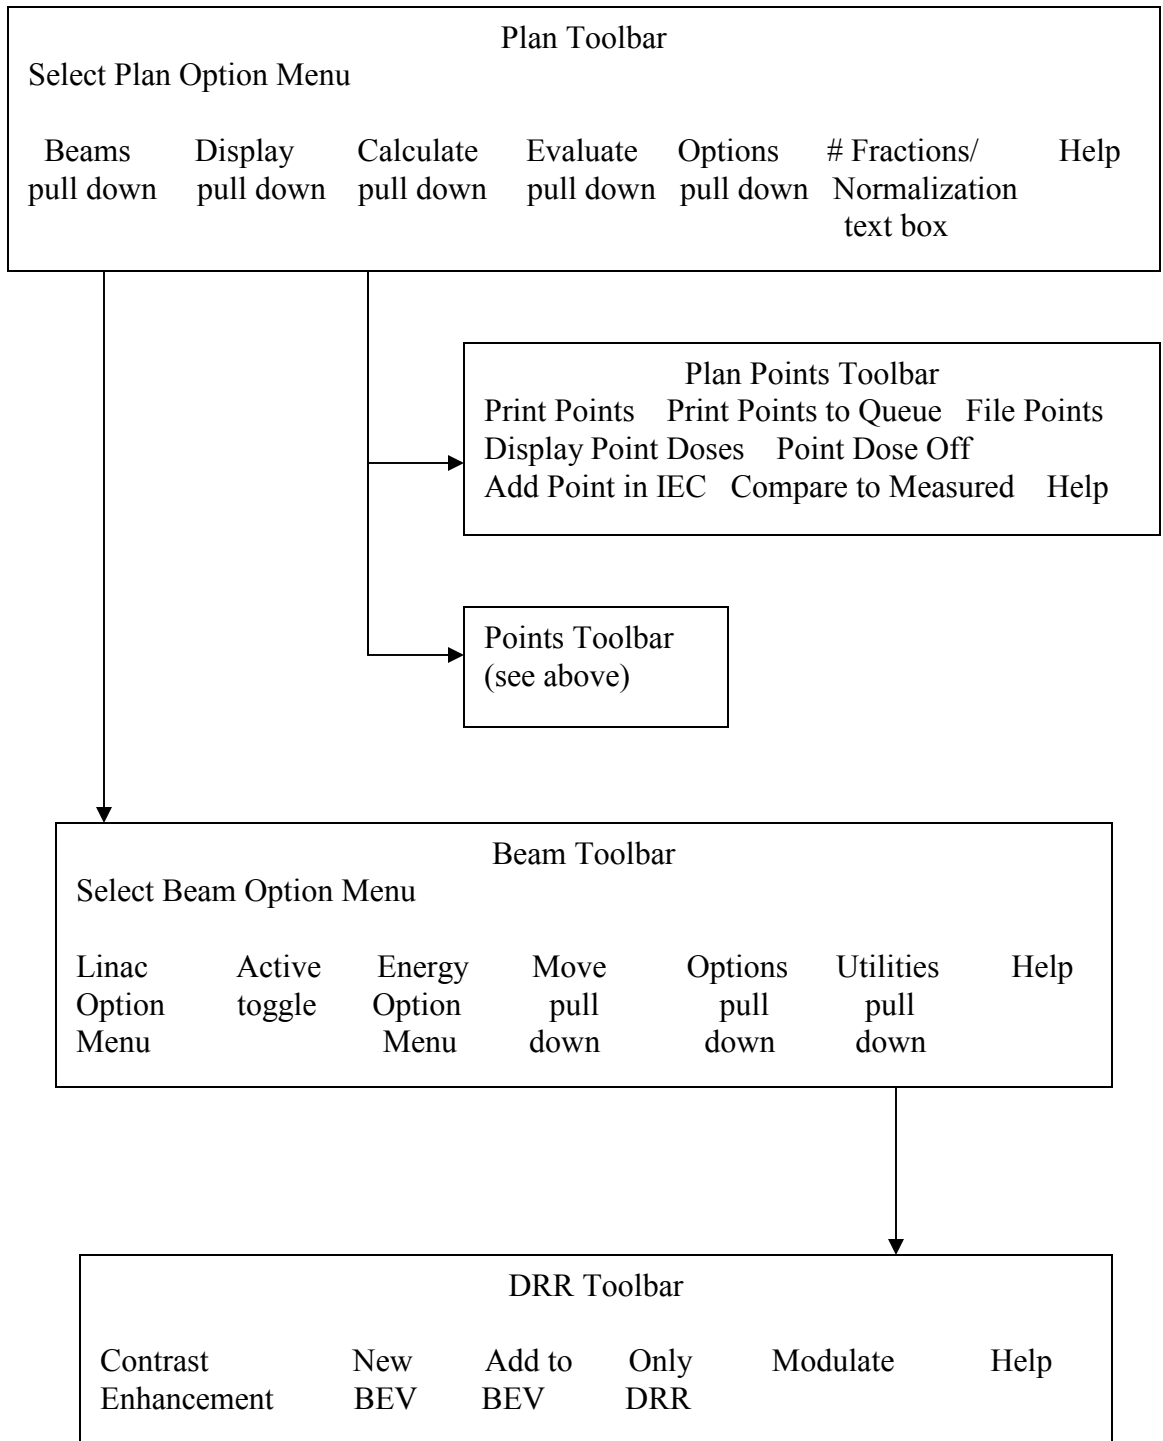 Plan Toolbar
Select Plan Option Menu
Beams Display Calculate Evaluate Options # Fractions/ Help
pull down pull down pull down pull down pull down Normalization
text box
Plan Points Toolbar
Print Points Print Points to Queue File Points
Display Point Doses Point Dose Off
Add Point in IEC Compare to Measured Help
Points Toolbar
(see above)
Beam Toolbar
Select Beam Option Menu
Linac Active Energy Move Options Utilities Help
Option toggle Option pull pull pull
Menu Menu down down down
DRR Toolbar
Contrast New Add to Only Modulate Help
Enhancement BEV BEV DRR